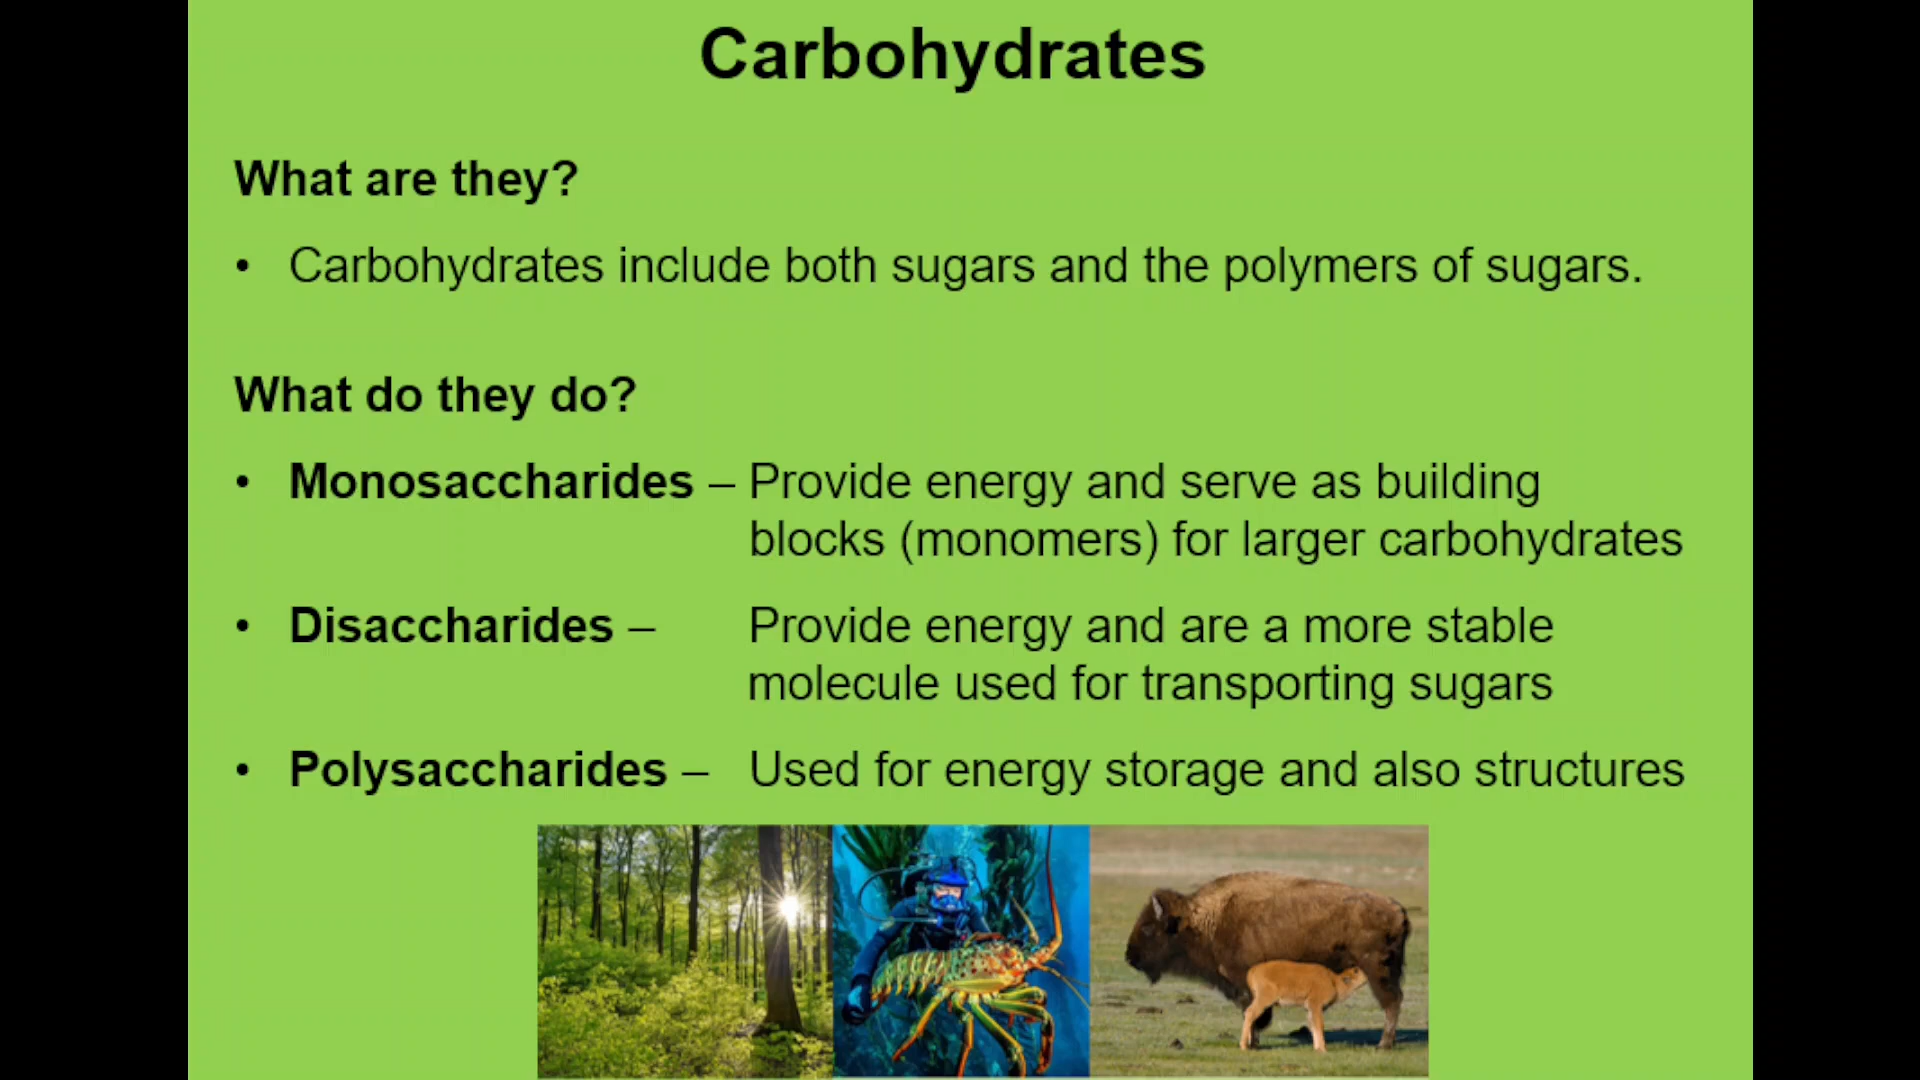 Carbohydrates
What are they?
• Carbohydrates include both sugars and the polymers of sugars.
What do they do?
• Monosaccharides – Provide energy and serve as building
blocks (monomers) for larger carbohydrates
• Disaccharides – Provide energy and are a more stable
molecule used for transporting sugars
• Polysaccharides – Used for energy storage and also structures